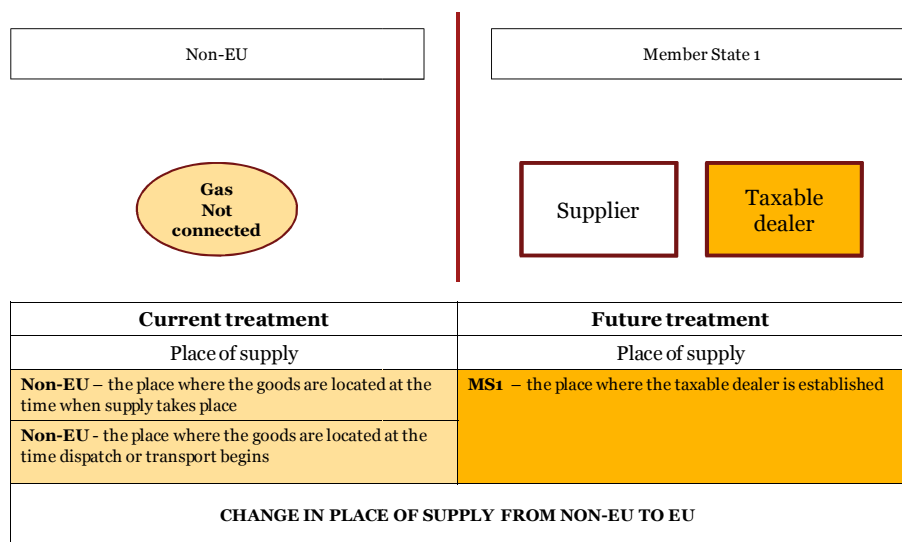 Non-EU
Member State 1
Gas
Not
connected
Supplier
Taxable
dealer
Current treatment
Future treatment
Place of supply
Place of supply
Non-EU – the place where the goods are located at the
time when supply takes place
MS1 – the place where the taxable dealer is established
Non-EU - the place where the goods are located at the
time dispatch or transport begins
CHANGE IN PLACE OF SUPPLY FROM NON-EU TO EU